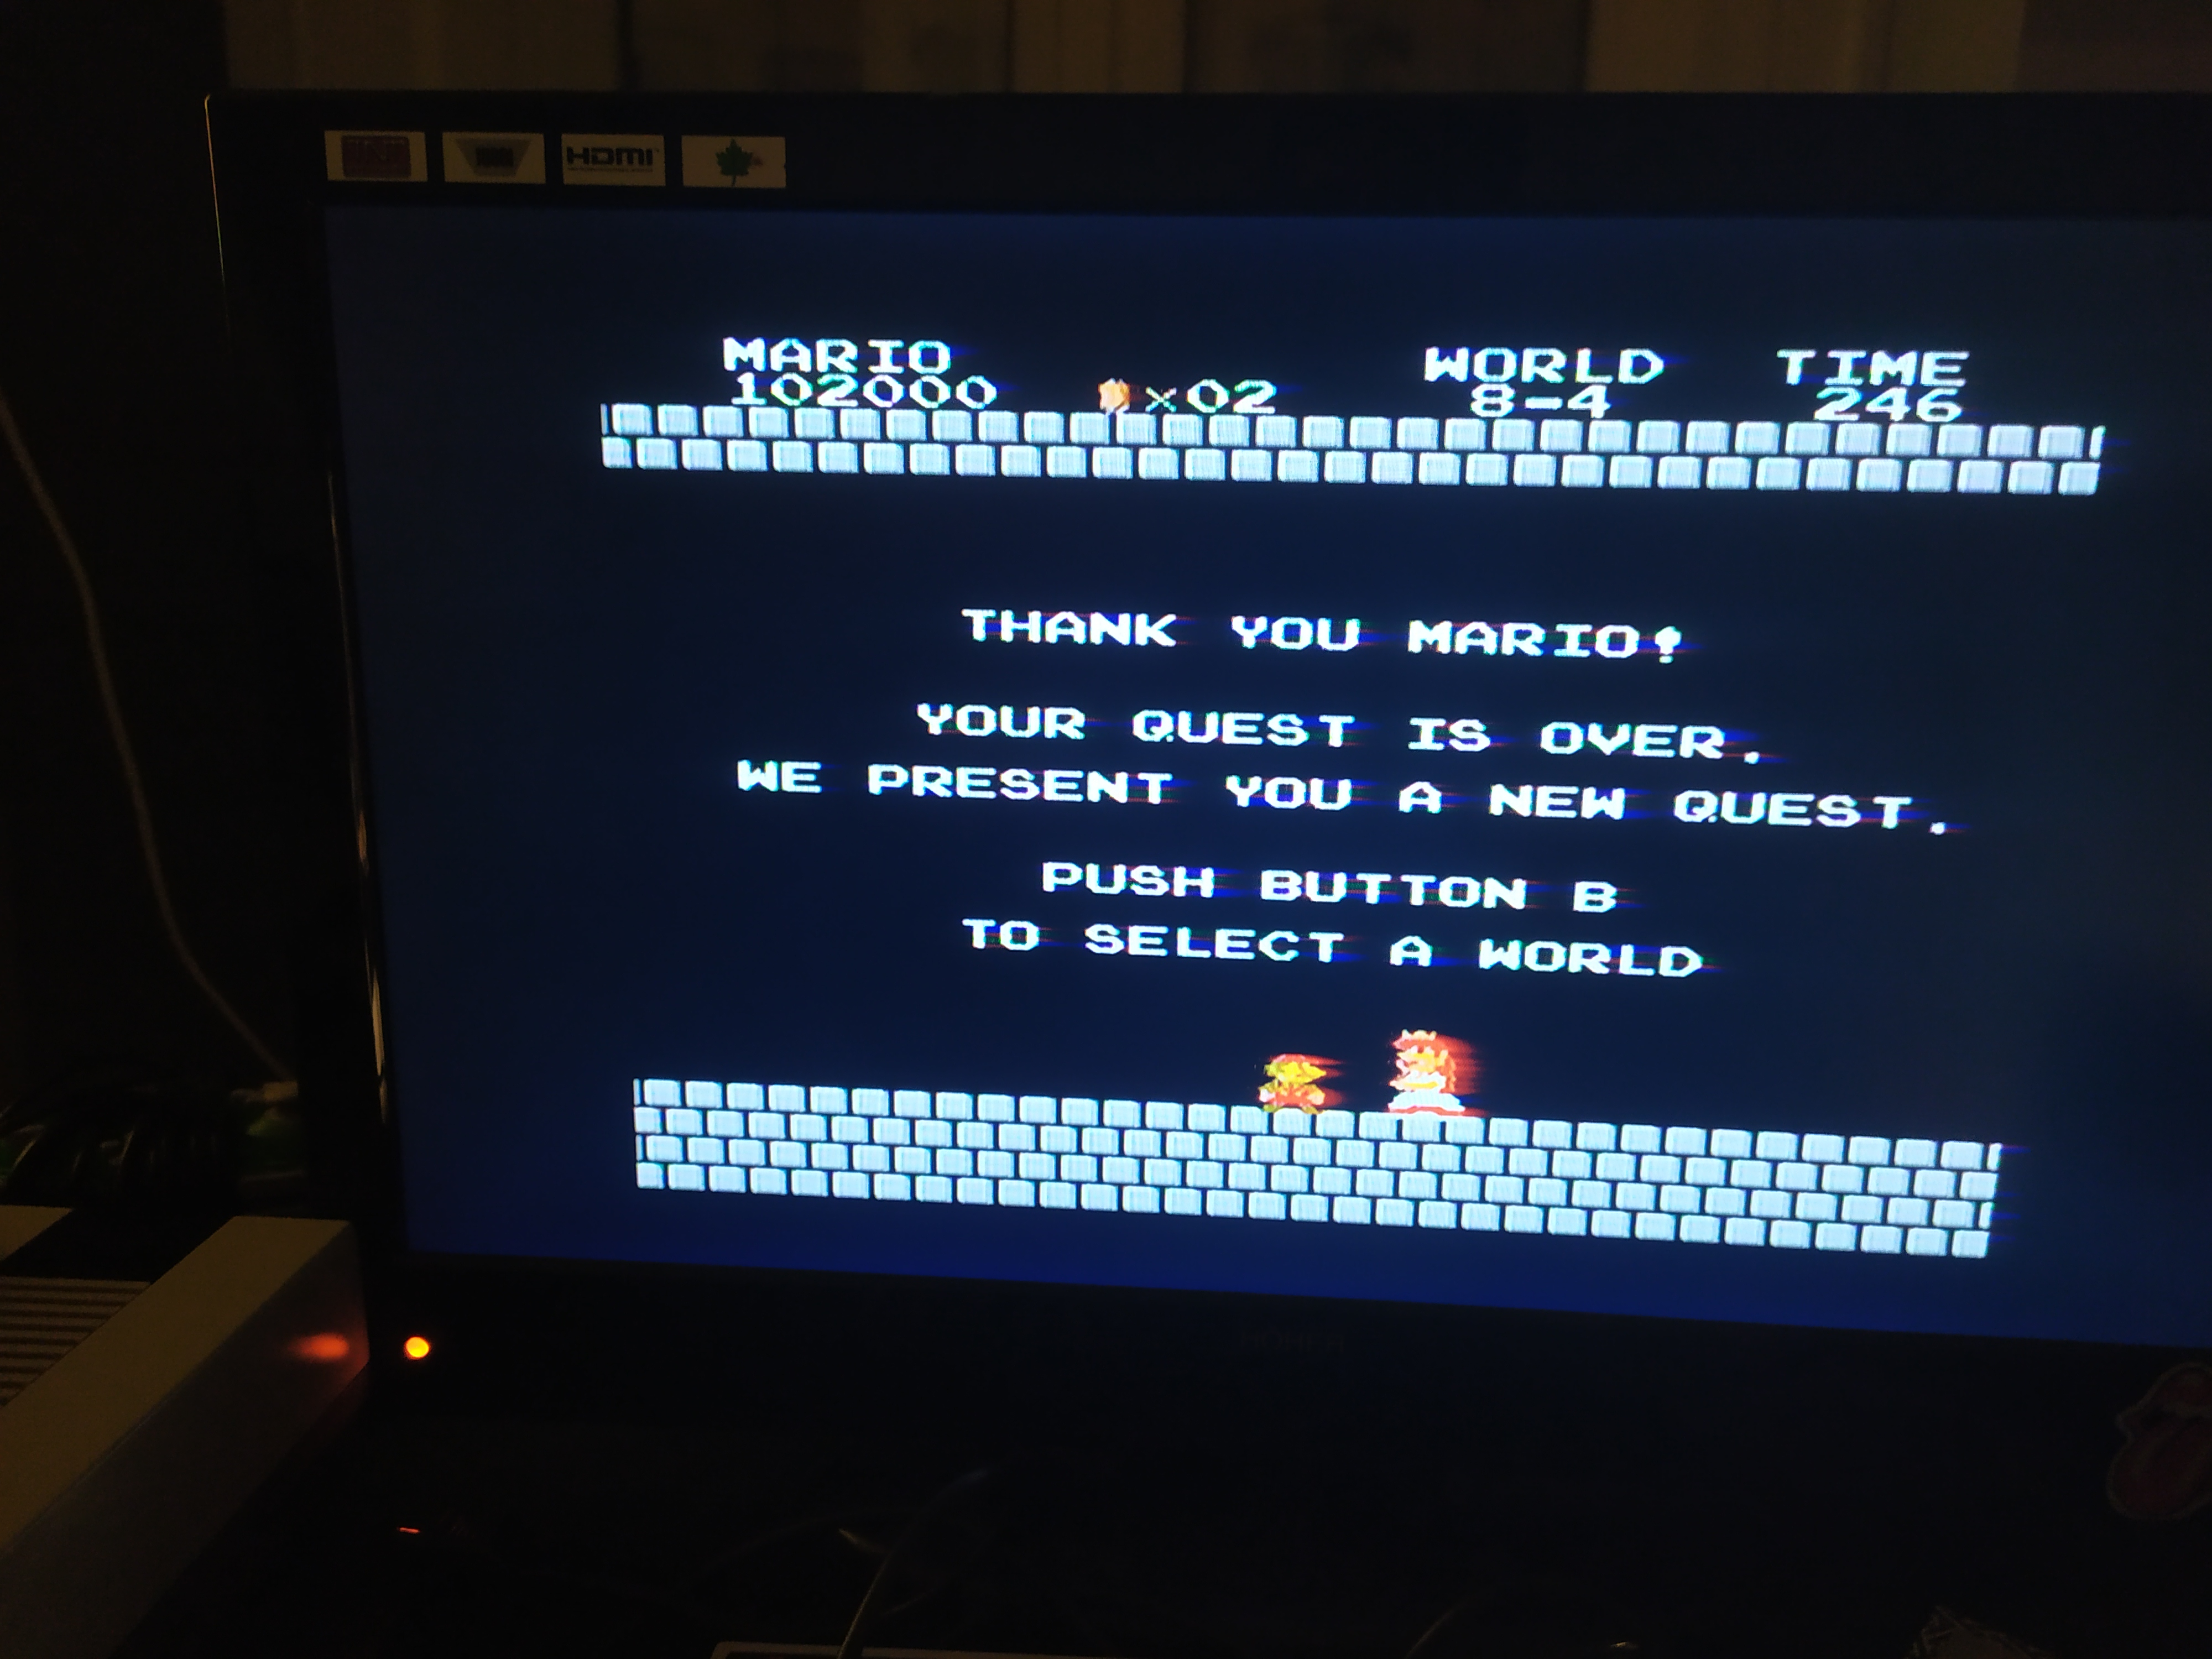 HDMI
MARIO WORLD TIME
102000 ×02 8-4 246
THANK YOU MARIO!
YOUR QUEST IS OVER.
WE PRESENT YOU A NEW QUEST.
PUSH BUTTON B
TO SELECT A WORLD